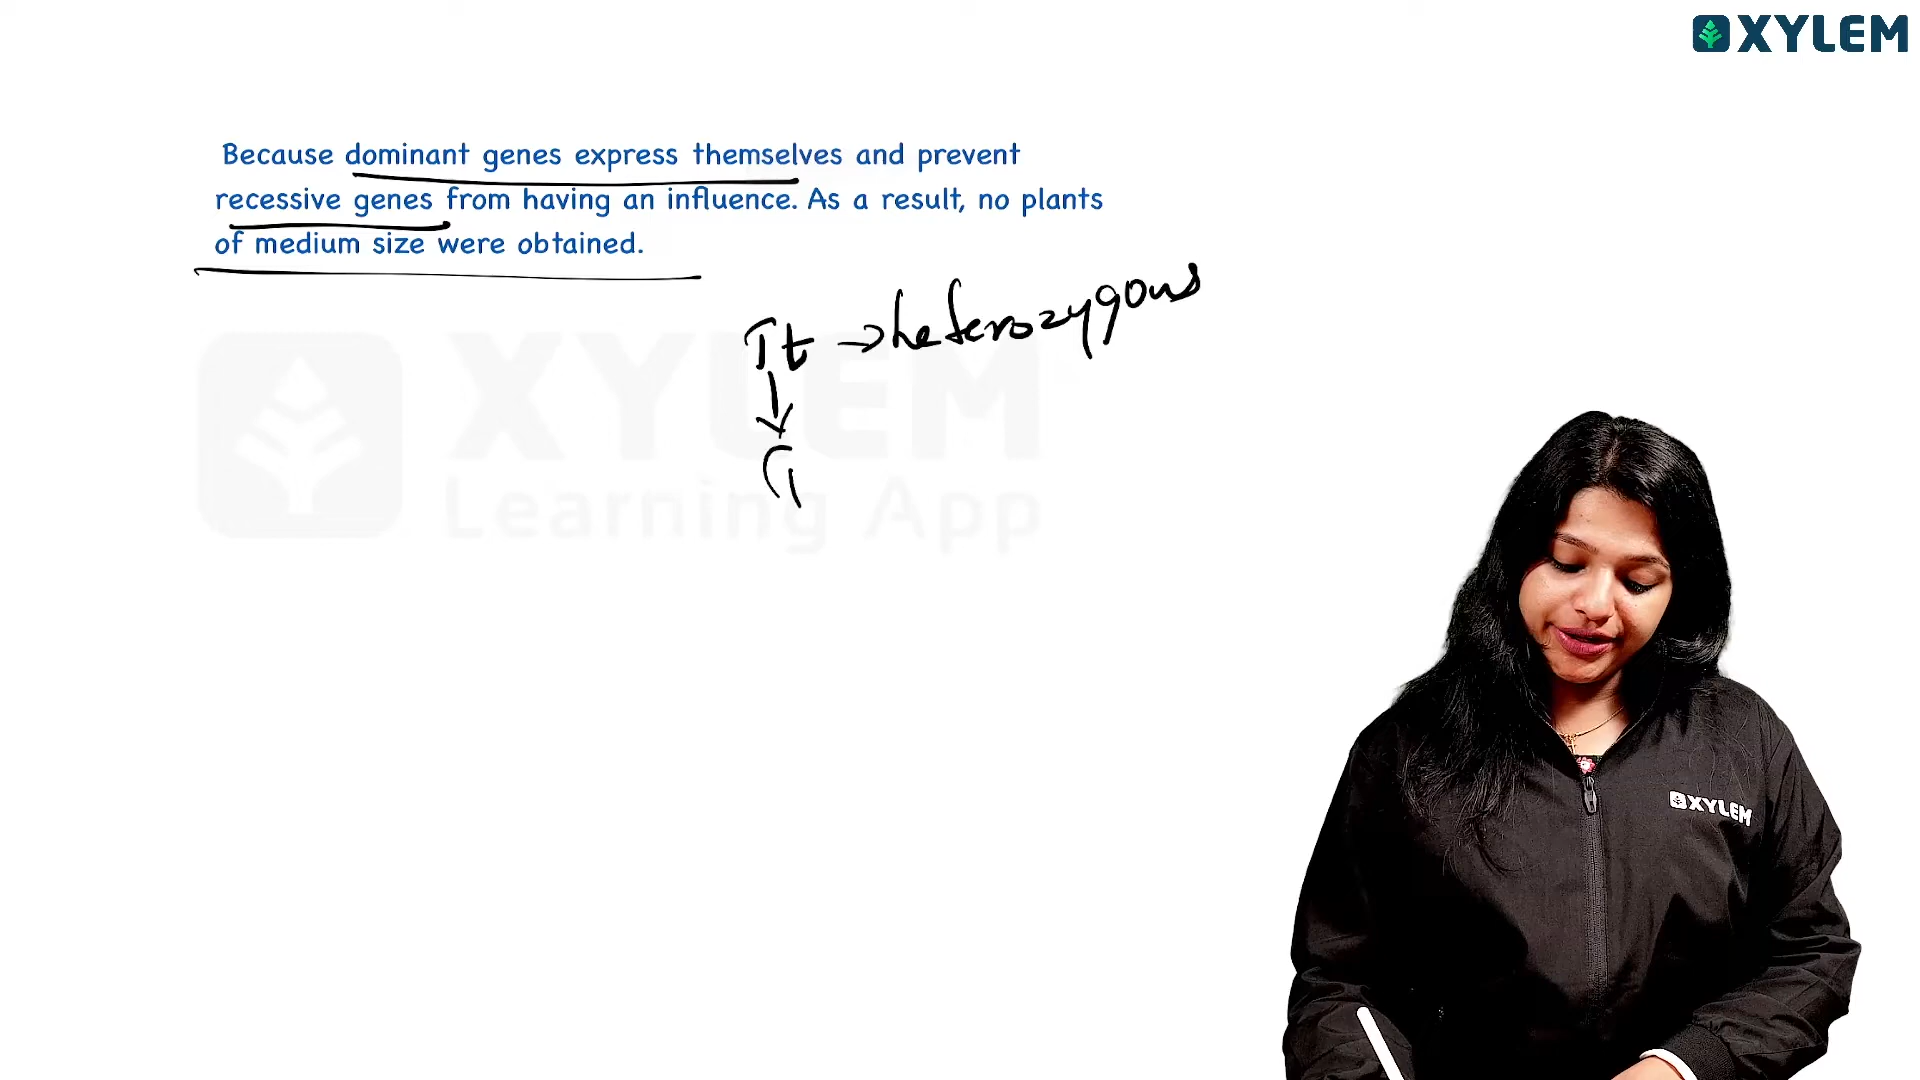 XYLEM
Because dominant genes express themselves and prevent
recessive genes from having an influence. As a result, no plants
of medium size were obtained.
Tt → heterozygous
XYLEM
Learning App
XYLEM